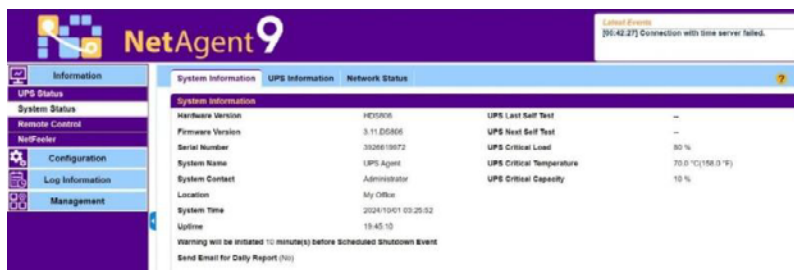 NetAgent 9
Latest Events
[00:42:27] Connection with time server failed.
Information
UPS Status
System Status
Remote Control
NetFeeler
Configuration
Log Information
Management
System Information UPS Information Network Status
?
System Information
Hardware Version HDS806 UPS Last Self Test --
Firmware Version 3.11.DS806 UPS Next Self Test --
Serial Number UPS Critical Load 80 %
System Name UPS Agent UPS Critical Temperature 70.0 °C(158.0 °F)
System Contact Administrator UPS Critical Capacity 10 %
Location My Office
System Time 2024/10/01 03:25:52
Uptime 19:45:10
Warning will be initiated 10 minute(s) before Scheduled Shutdown Event
Send Email for Daily Report (No)